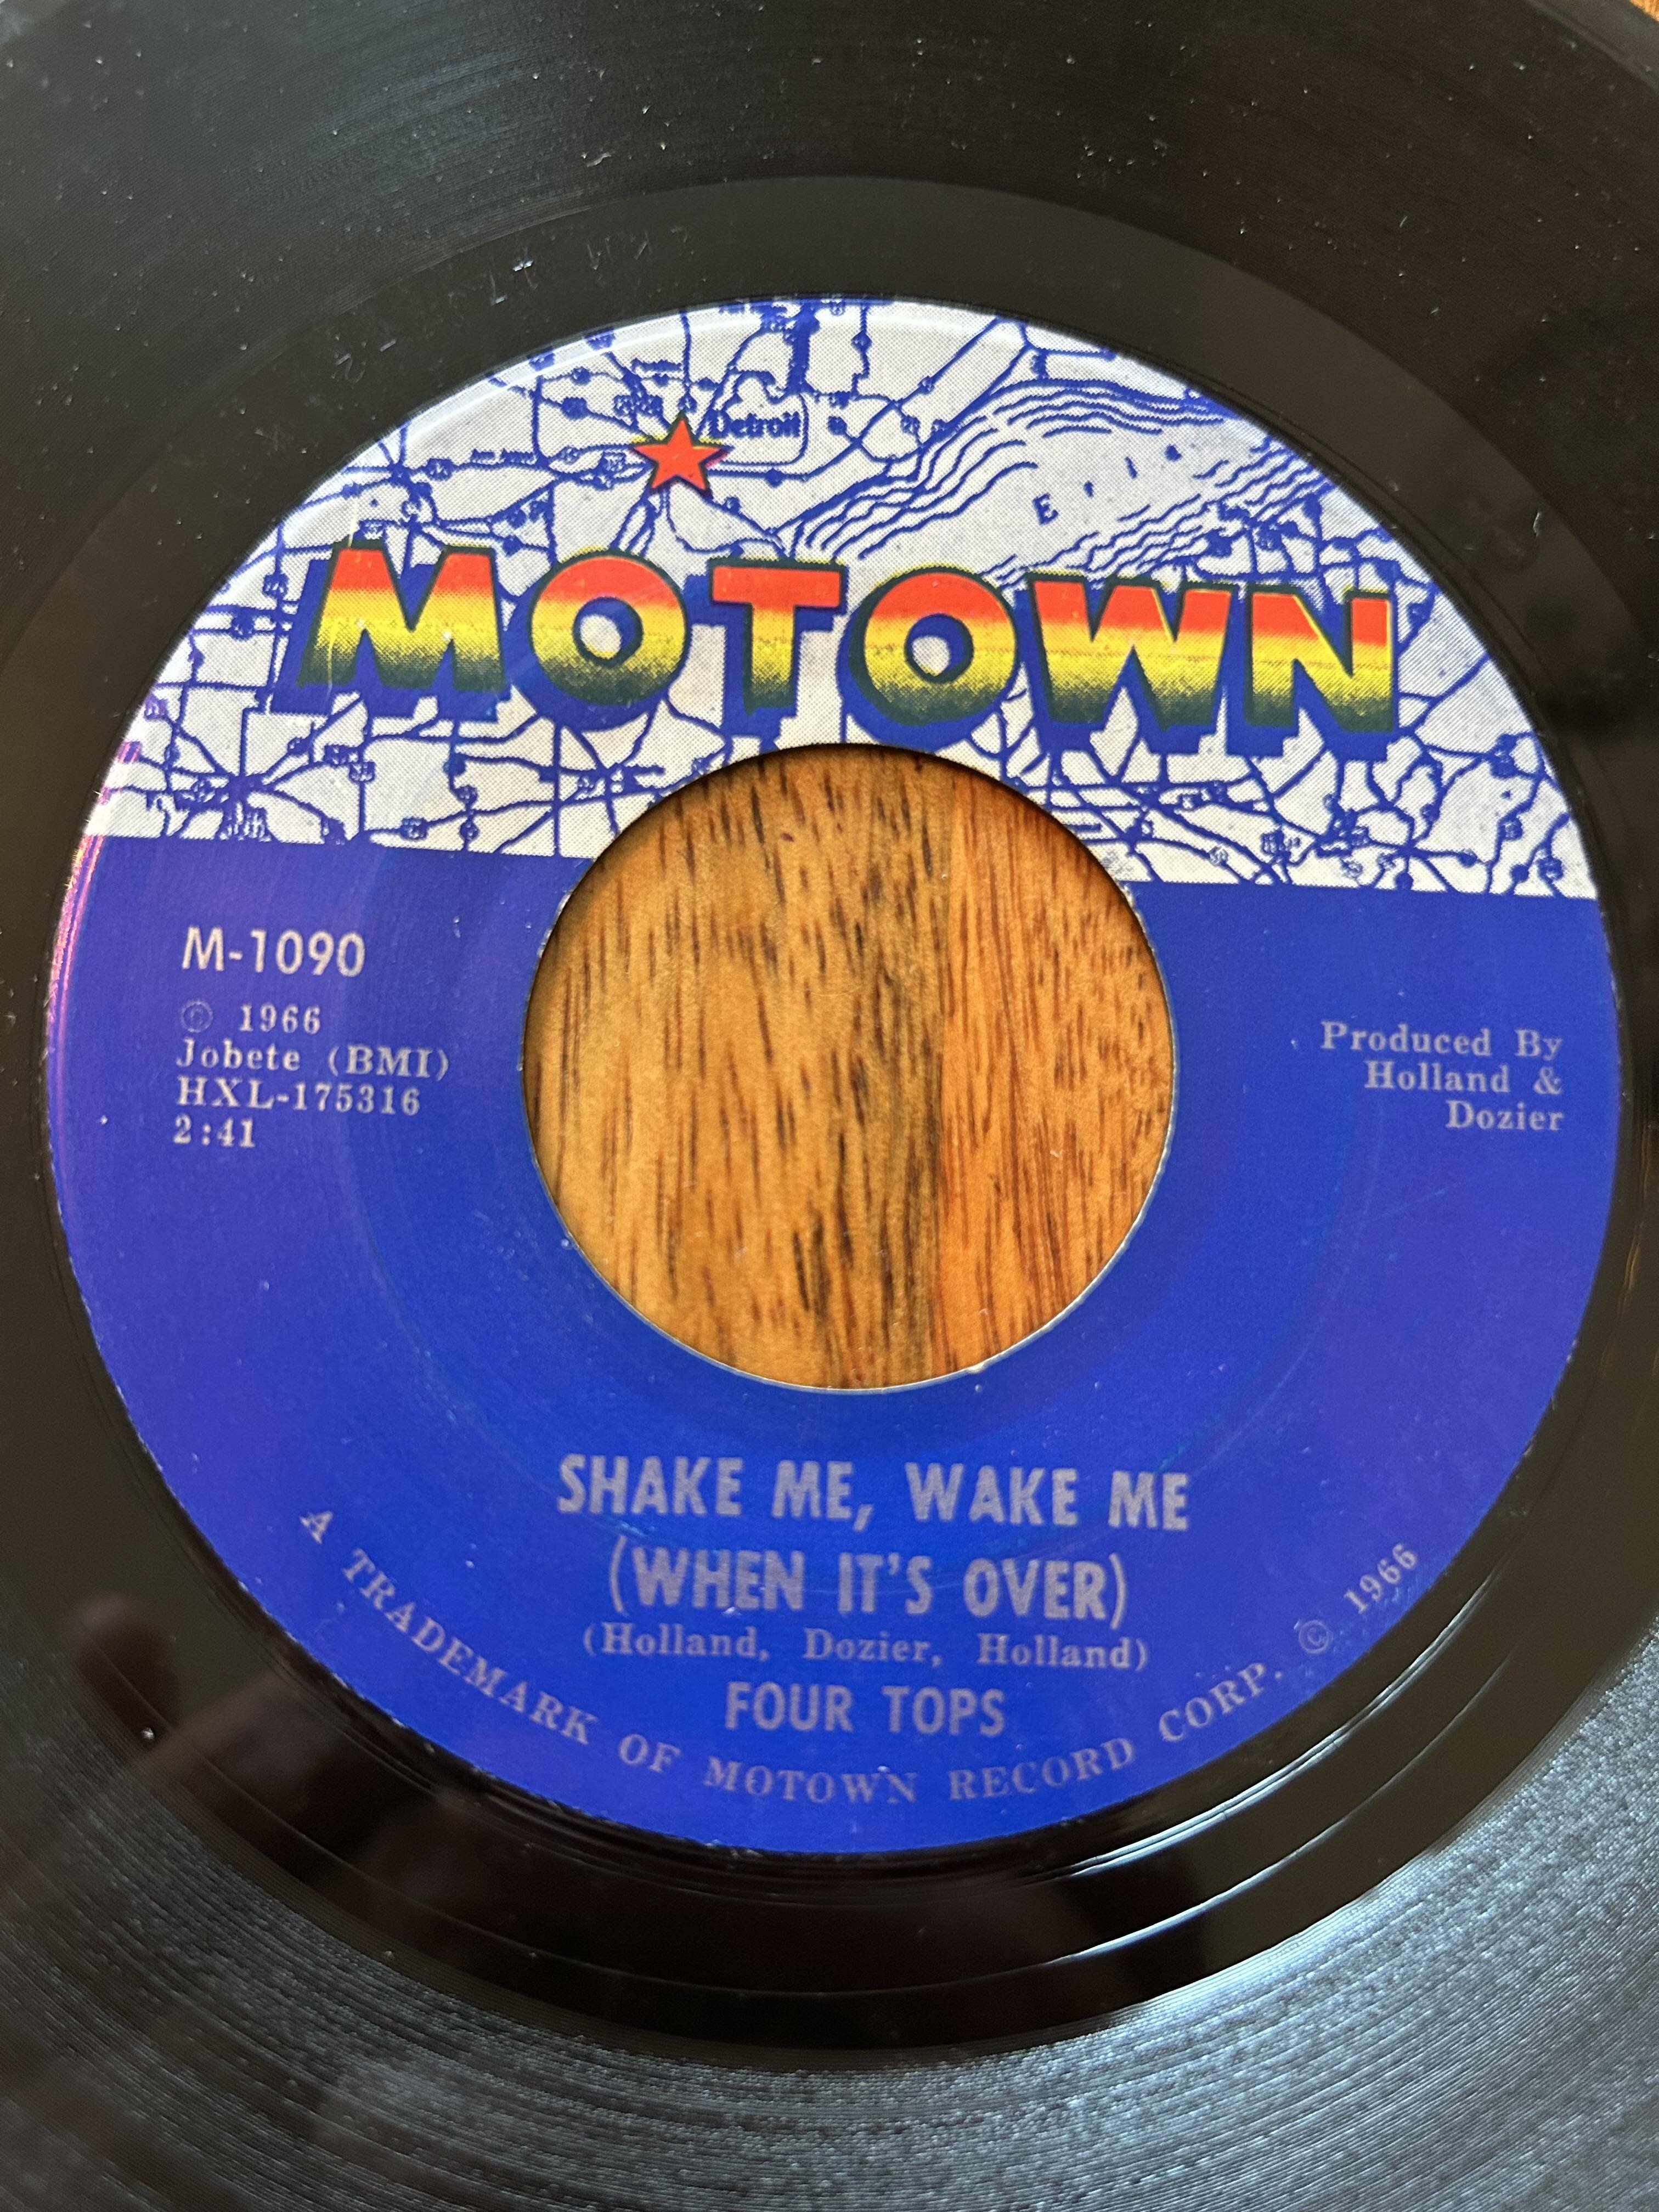 Detroit
Erie
MOTOWN
M-1090
© 1966
Jobete (BMI)
HXL-175316
2:41
Produced By
Holland &
Dozier
SHAKE ME, WAKE ME
(WHEN IT'S OVER)
(Holland, Dozier, Holland)
FOUR TOPS
A TRADEMARK OF MOTOWN RECORD CORP. © 1966